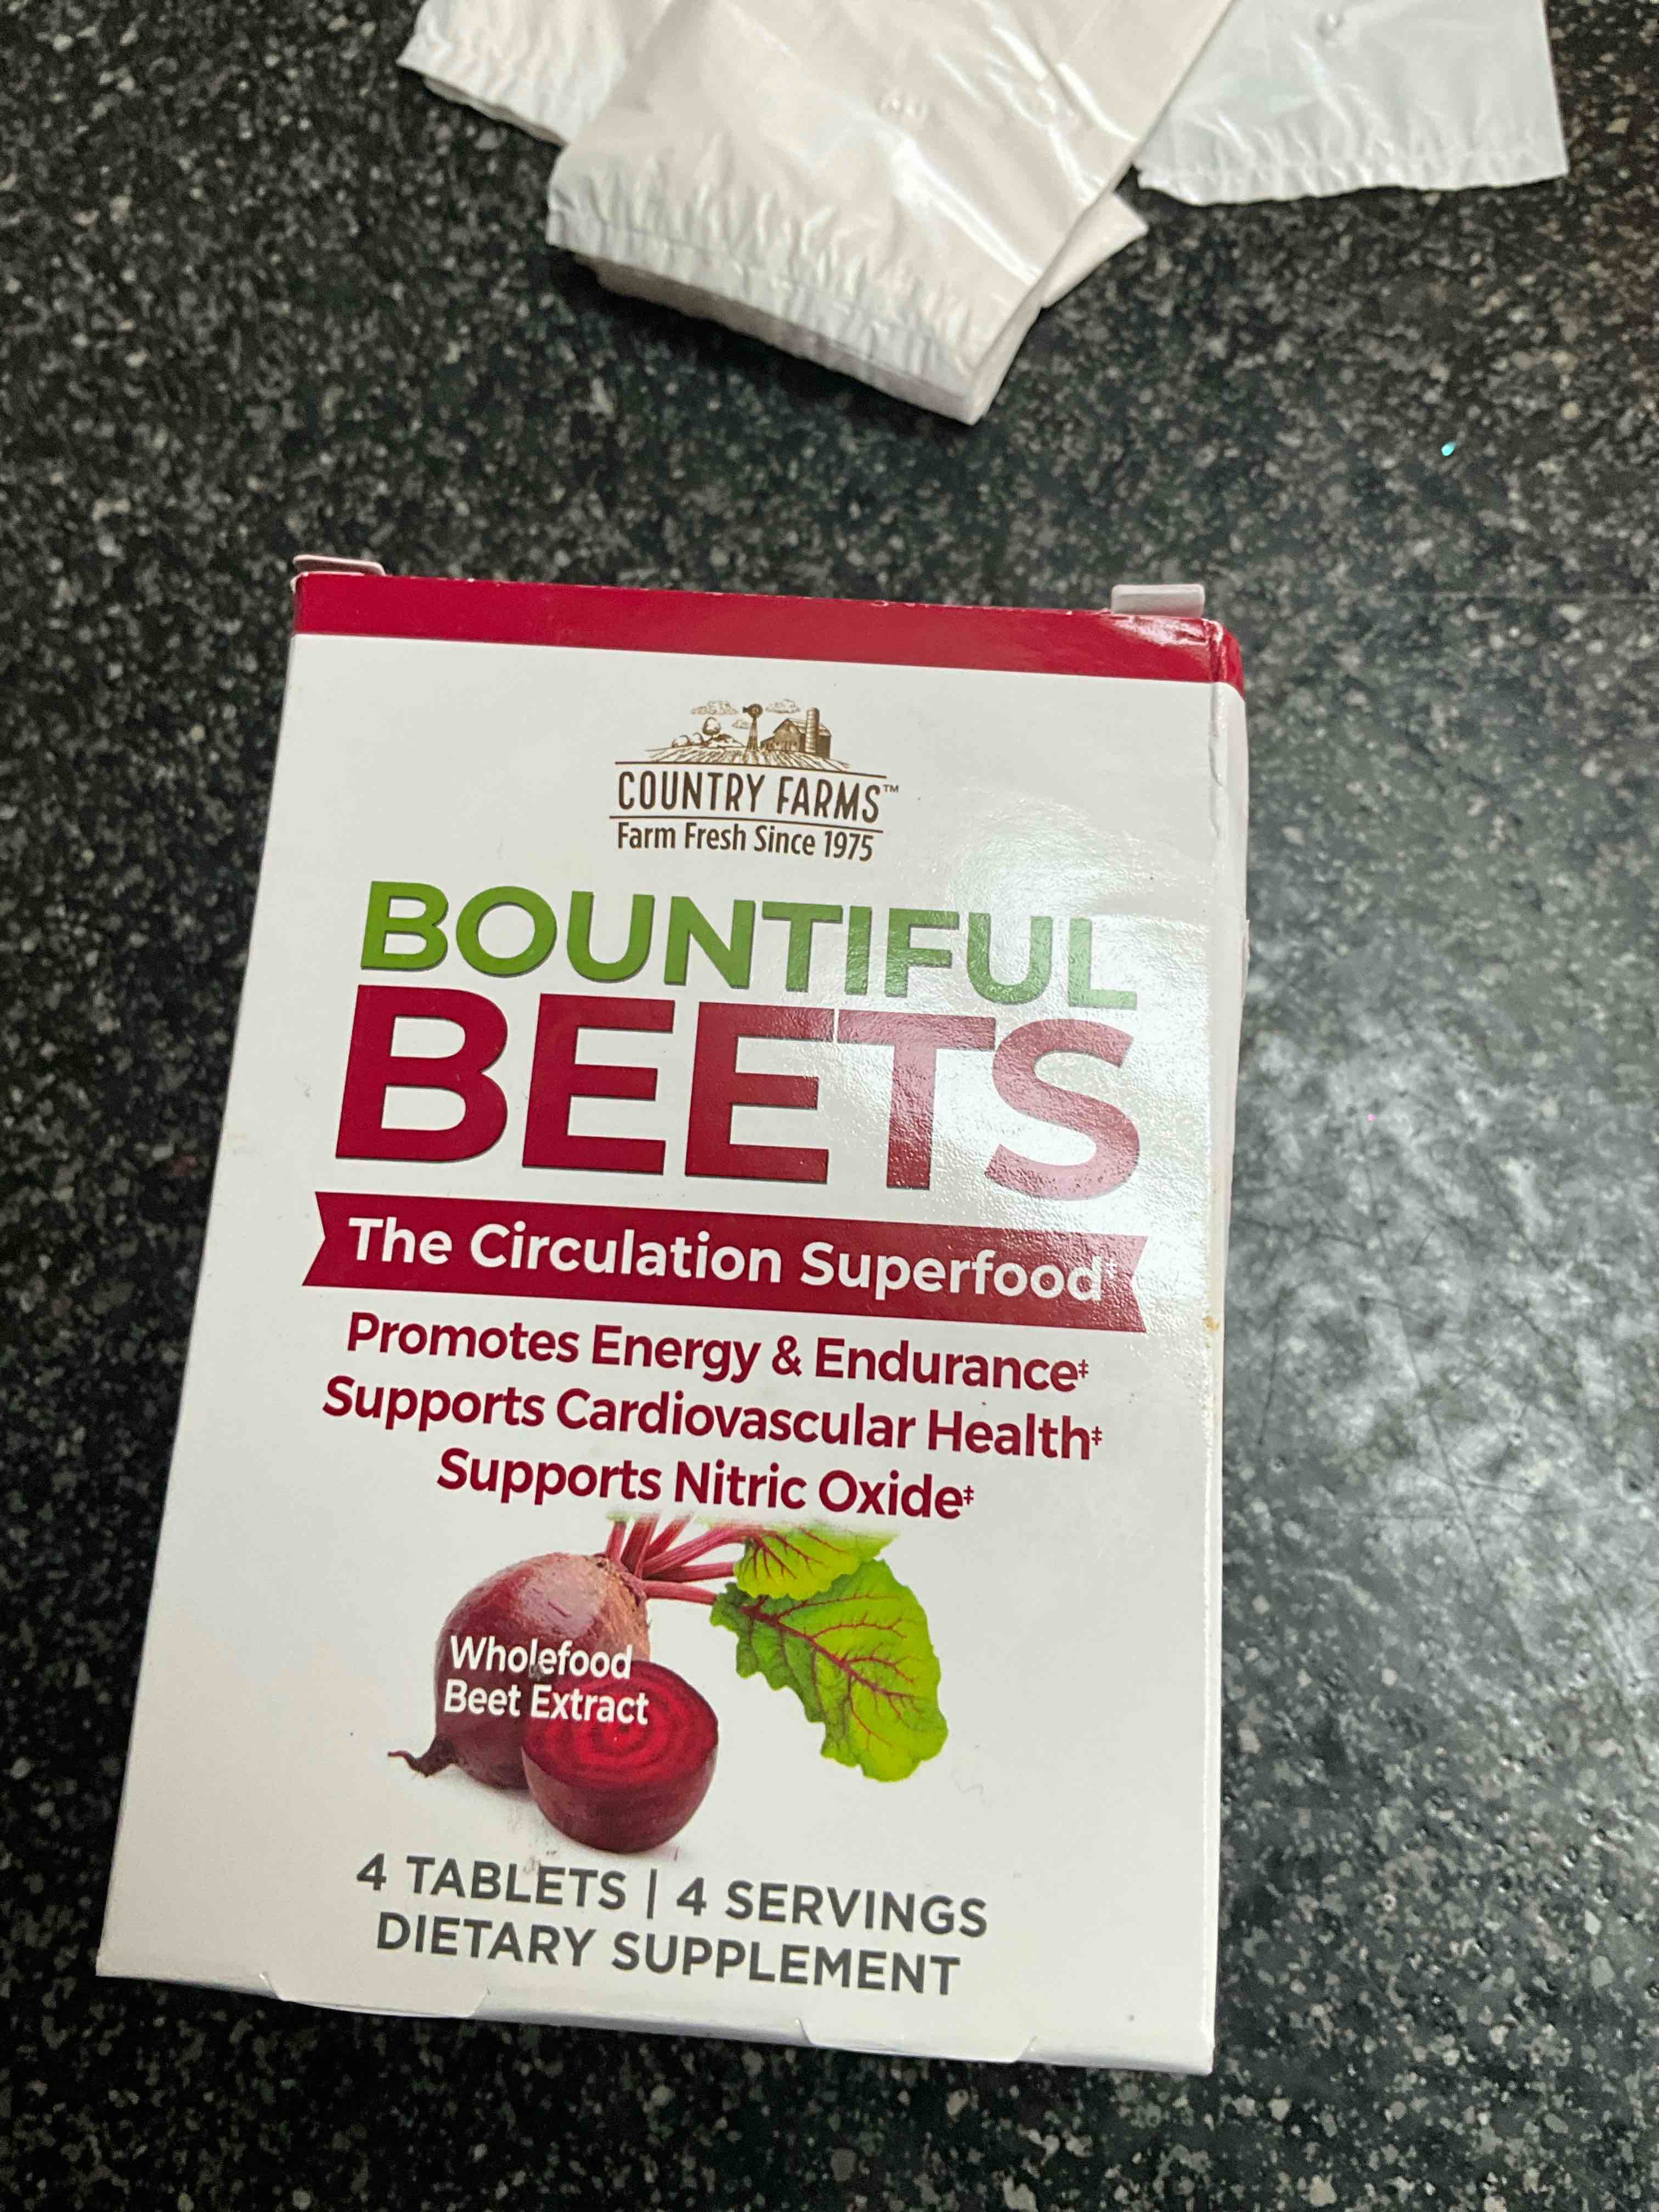 COUNTRY FARMS™
Farm Fresh Since 1975
BOUNTIFUL
BEETS
The Circulation Superfood‡
Promotes Energy & Endurance‡
Supports Cardiovascular Health‡
Supports Nitric Oxide‡
Wholefood
Beet Extract
4 TABLETS | 4 SERVINGS
DIETARY SUPPLEMENT